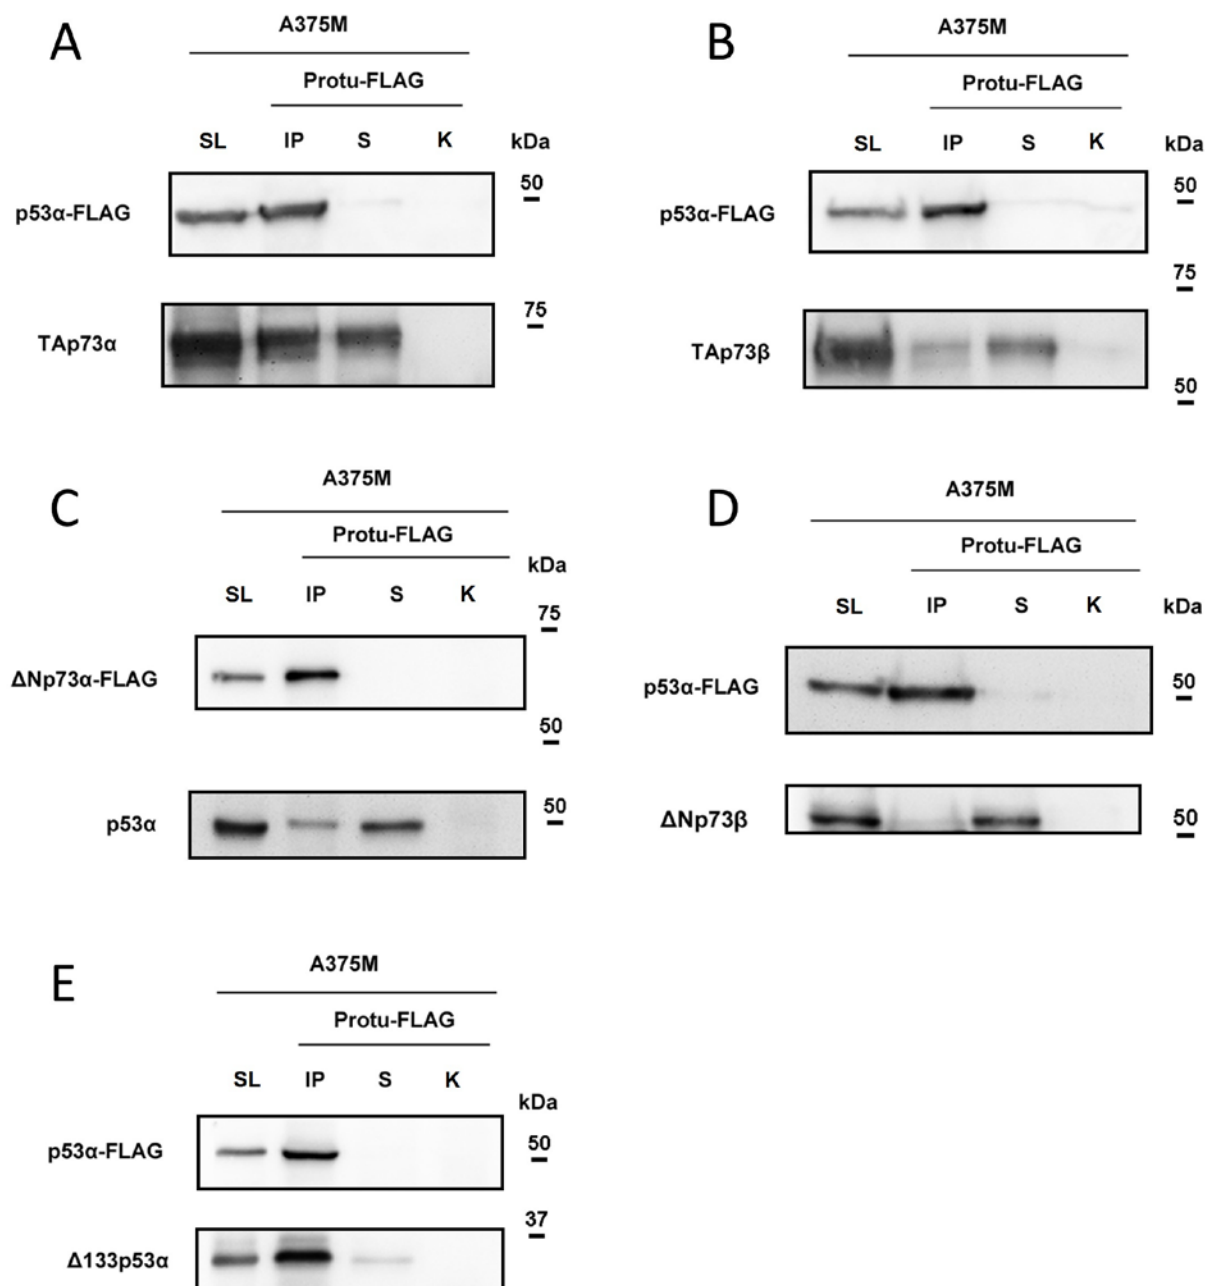 A
A375M
Protu-FLAG
SL IP S K kDa
50
p53α-FLAG
75
TAp73α
B
A375M
Protu-FLAG
SL IP S K kDa
50
p53α-FLAG
75
TAp73β
50
C
A375M
Protu-FLAG
kDa
SL IP S K
75
ΔNp73α-FLAG
50
50
p53α
D
A375M
Protu-FLAG
SL IP S K kDa
p53α-FLAG
50
ΔNp73β
50
E
A375M
Protu-FLAG
SL IP S K
kDa
p53α-FLAG
50
37
Δ133p53α